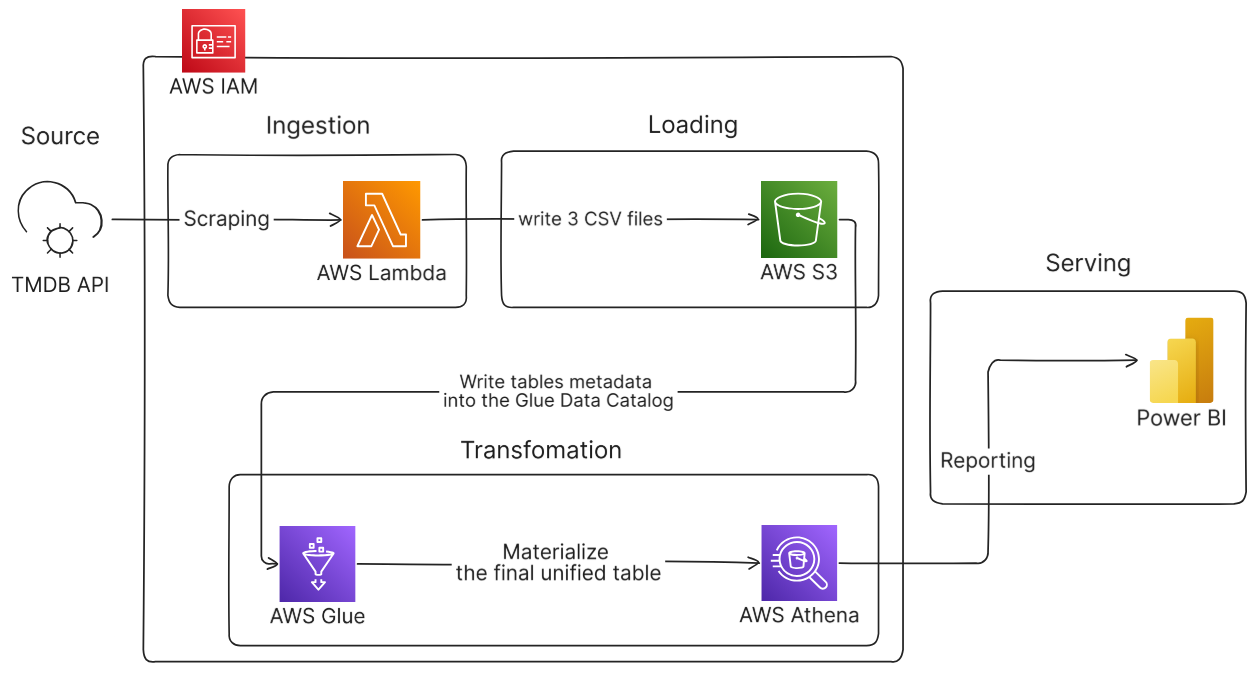 AWS IAM
Source
Ingestion
Loading
Scraping
write 3 CSV files
TMDB API
AWS Lambda
AWS S3
Serving
Write tables metadata
into the Glue Data Catalog
Power BI
Transfomation
Reporting
Materialize
the final unified table
AWS Glue
AWS Athena